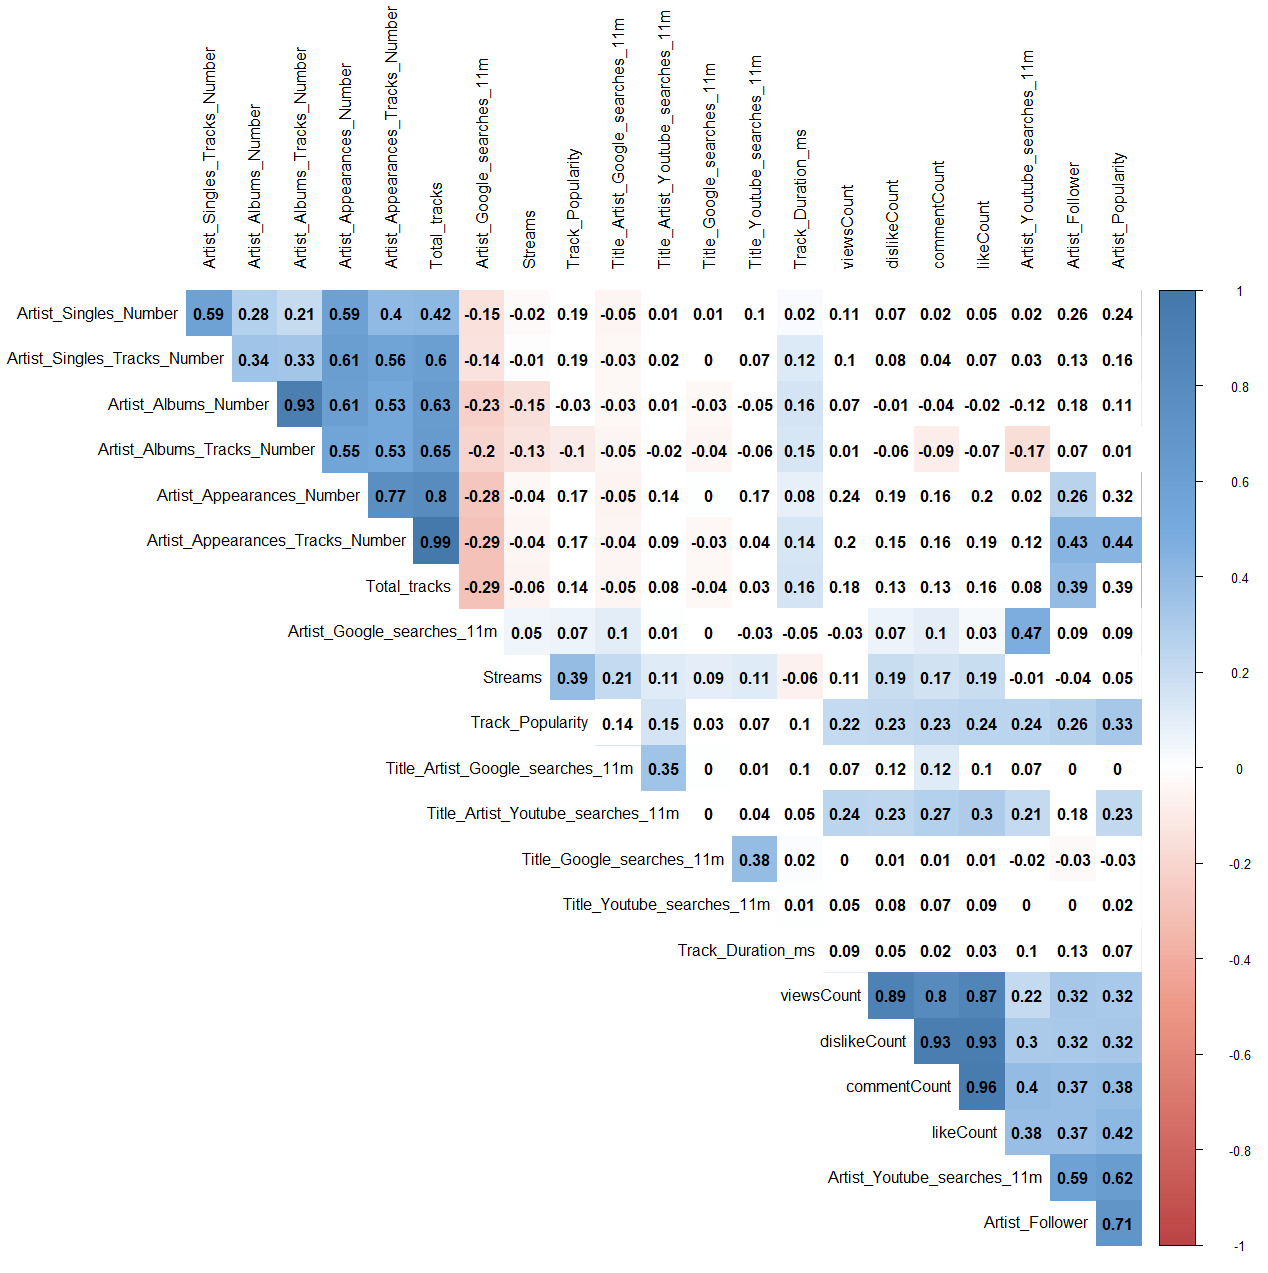 Artist_Singles_Tracks_Number
Artist_Albums_Number
Artist_Albums_Tracks_Number
Artist_Appearances_Number
Artist_Appearances_Tracks_Number
Total_tracks
Artist_Google_searches_11m
Streams
Track_Popularity
Title_Artist_Google_searches_11m
Title_Artist_Youtube_searches_11m
Title_Google_searches_11m
Title_Youtube_searches_11m
Track_Duration_ms
viewsCount
dislikeCount
commentCount
likeCount
Artist_Youtube_searches_11m
Artist_Follower
Artist_Popularity
Artist_Singles_Number 0.59 0.28 0.21 0.59 0.4 0.42 -0.15 -0.02 0.19 -0.05 0.01 0.01 0.1 0.02 0.11 0.07 0.02 0.05 0.02 0.26 0.24
Artist_Singles_Tracks_Number 0.34 0.33 0.61 0.56 0.6 -0.14 -0.01 0.19 -0.03 0.02 0 0.07 0.12 0.1 0.08 0.04 0.07 0.03 0.13 0.16
Artist_Albums_Number 0.93 0.61 0.53 0.63 -0.23 -0.15 -0.03 -0.03 0.01 -0.03 -0.05 0.16 0.07 -0.01 -0.04 -0.02 -0.12 0.18 0.11
Artist_Albums_Tracks_Number 0.55 0.53 0.65 -0.2 -0.13 -0.1 -0.05 -0.02 -0.04 -0.06 0.15 0.01 -0.06 -0.09 -0.07 -0.17 0.07 0.01
Artist_Appearances_Number 0.77 0.8 -0.28 -0.04 0.17 -0.05 0.14 0 0.17 0.08 0.24 0.19 0.16 0.2 0.02 0.26 0.32
Artist_Appearances_Tracks_Number 0.99 -0.29 -0.04 0.17 -0.04 0.09 -0.03 0.04 0.14 0.2 0.15 0.16 0.19 0.12 0.43 0.44
Total_tracks -0.29 -0.06 0.14 -0.05 0.08 -0.04 0.03 0.16 0.18 0.13 0.13 0.16 0.08 0.39 0.39
Artist_Google_searches_11m 0.05 0.07 0.1 0.01 0 -0.03 -0.05 -0.03 0.07 0.1 0.03 0.47 0.09 0.09
Streams 0.39 0.21 0.11 0.09 0.11 -0.06 0.11 0.19 0.17 0.19 -0.01 -0.04 0.05
Track_Popularity 0.14 0.15 0.03 0.07 0.1 0.22 0.23 0.23 0.24 0.24 0.26 0.33
Title_Artist_Google_searches_11m 0.35 0 0.01 0.1 0.07 0.12 0.12 0.1 0.07 0 0
Title_Artist_Youtube_searches_11m 0 0.04 0.05 0.24 0.23 0.27 0.3 0.21 0.18 0.23
Title_Google_searches_11m 0.38 0.02 0 0.01 0.01 0.01 -0.02 -0.03 -0.03
Title_Youtube_searches_11m 0.01 0.05 0.08 0.07 0.09 0 0 0.02
Track_Duration_ms 0.09 0.05 0.02 0.03 0.1 0.13 0.07
viewsCount 0.89 0.8 0.87 0.22 0.32 0.32
dislikeCount 0.93 0.93 0.3 0.32 0.32
commentCount 0.96 0.4 0.37 0.38
likeCount 0.38 0.37 0.42
Artist_Youtube_searches_11m 0.59 0.62
Artist_Follower 0.71
1
0.8
0.6
0.4
0.2
0
-0.2
-0.4
-0.6
-0.8
-1